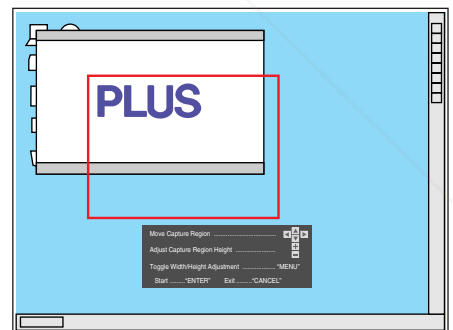 PLUS
Move Capture Region ............................
Adjust Capture Region Height ..................
Toggle Width/Height Adjustment ................ "MENU"
Start ........"ENTER" Exit ........"CANCEL"